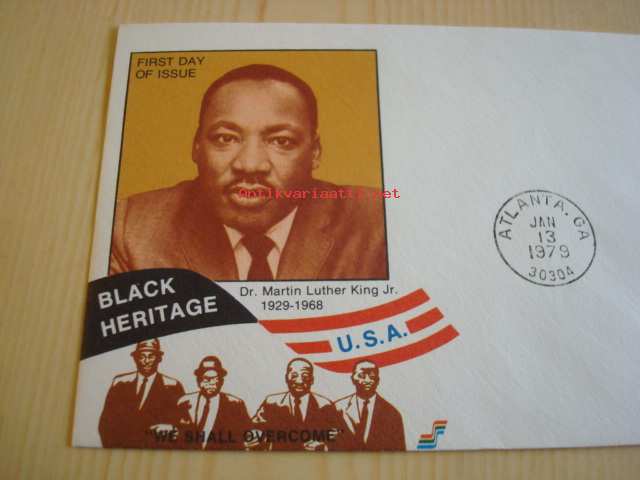 FIRST DAY
OF ISSUE
antikvariaatti.net
ATLANTA, GA
JAN
13
1979
30304
BLACK
HERITAGE
Dr. Martin Luther King Jr.
1929-1968
U.S.A.
"WE SHALL OVERCOME"